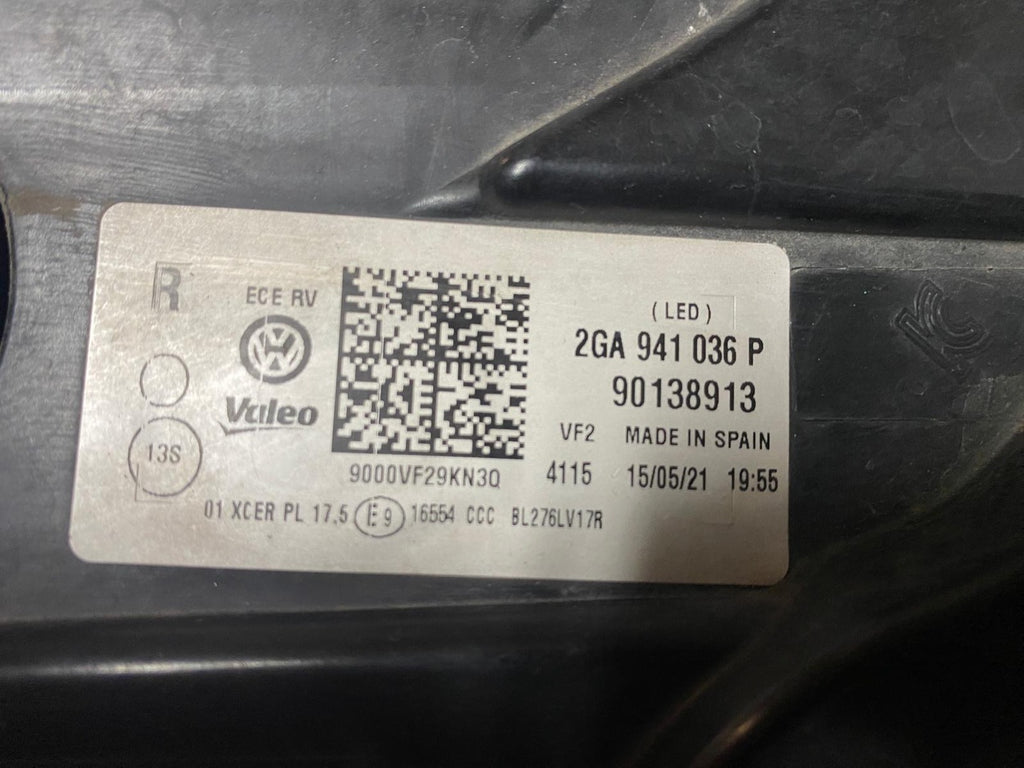 R
ECE RV
Valeo
13S
9000VF29KN3Q
(LED)
2GA 941 036 P
90138913
VF2 MADE IN SPAIN
4115 15/05/21 19:55
01 XCER PL 17.5 E9 16554 CCC BL276LV17R